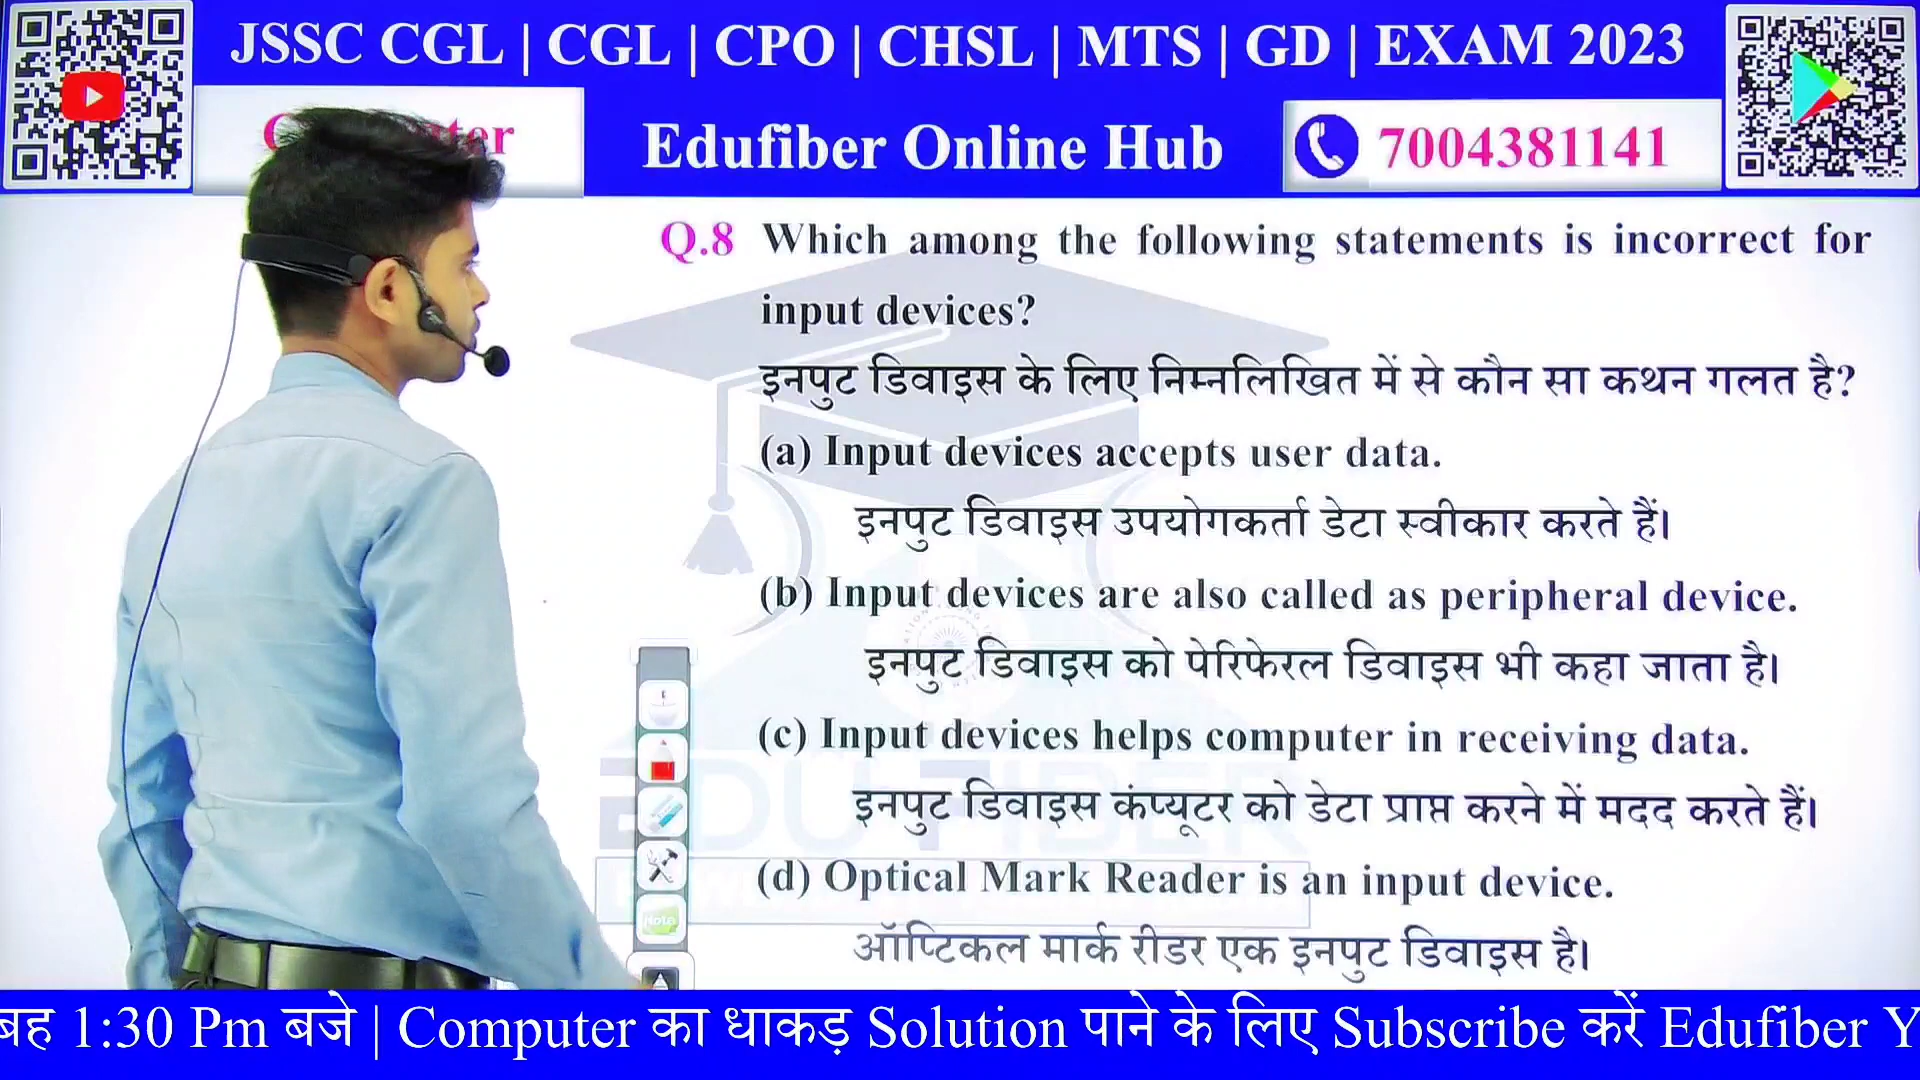 JSSC CGL | CGL | CPO | CHSL | MTS | GD | EXAM 2023
Edufiber Online Hub
7004381141
Q.8 Which among the following statements is incorrect for
input devices?
इनपुट डिवाइस के लिए निम्नलिखित में से कौन सा कथन गलत है?
(a) Input devices accepts user data.
इनपुट डिवाइस उपयोगकर्ता डेटा स्वीकार करते हैं।
(b) Input devices are also called as peripheral device.
इनपुट डिवाइस को पेरिफेरल डिवाइस भी कहा जाता है।
(c) Input devices helps computer in receiving data.
इनपुट डिवाइस कंप्यूटर को डेटा प्राप्त करने में मदद करते हैं।
(d) Optical Mark Reader is an input device.
ऑप्टिकल मार्क रीडर एक इनपुट डिवाइस है।
Note
EDU FIBER
बह 1:30 Pm बजे | Computer का धाकड़ Solution पाने के लिए Subscribe करें Edufiber Y